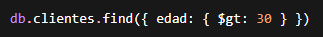 db.clientes.find({ edad: { $gt: 30 } })